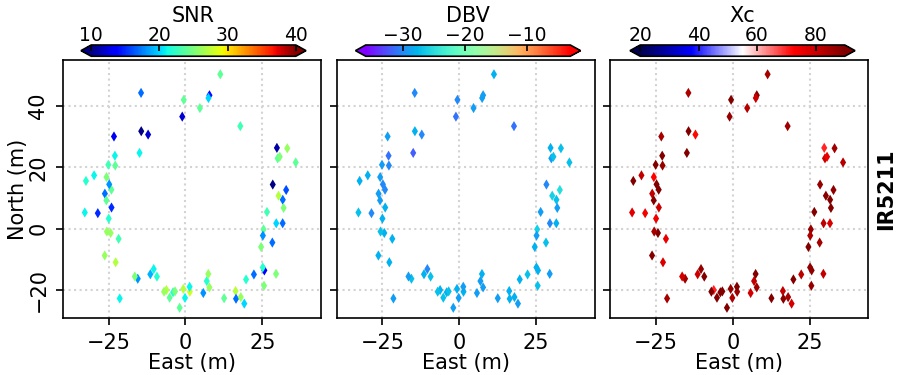 SNR DBV Xc
10 20 30 40 −30 −20 −10 20 40 60 80
40
20
0
−20
North (m)
IR5211
−25 0 25 −25 0 25 −25 0 25
East (m) East (m) East (m)